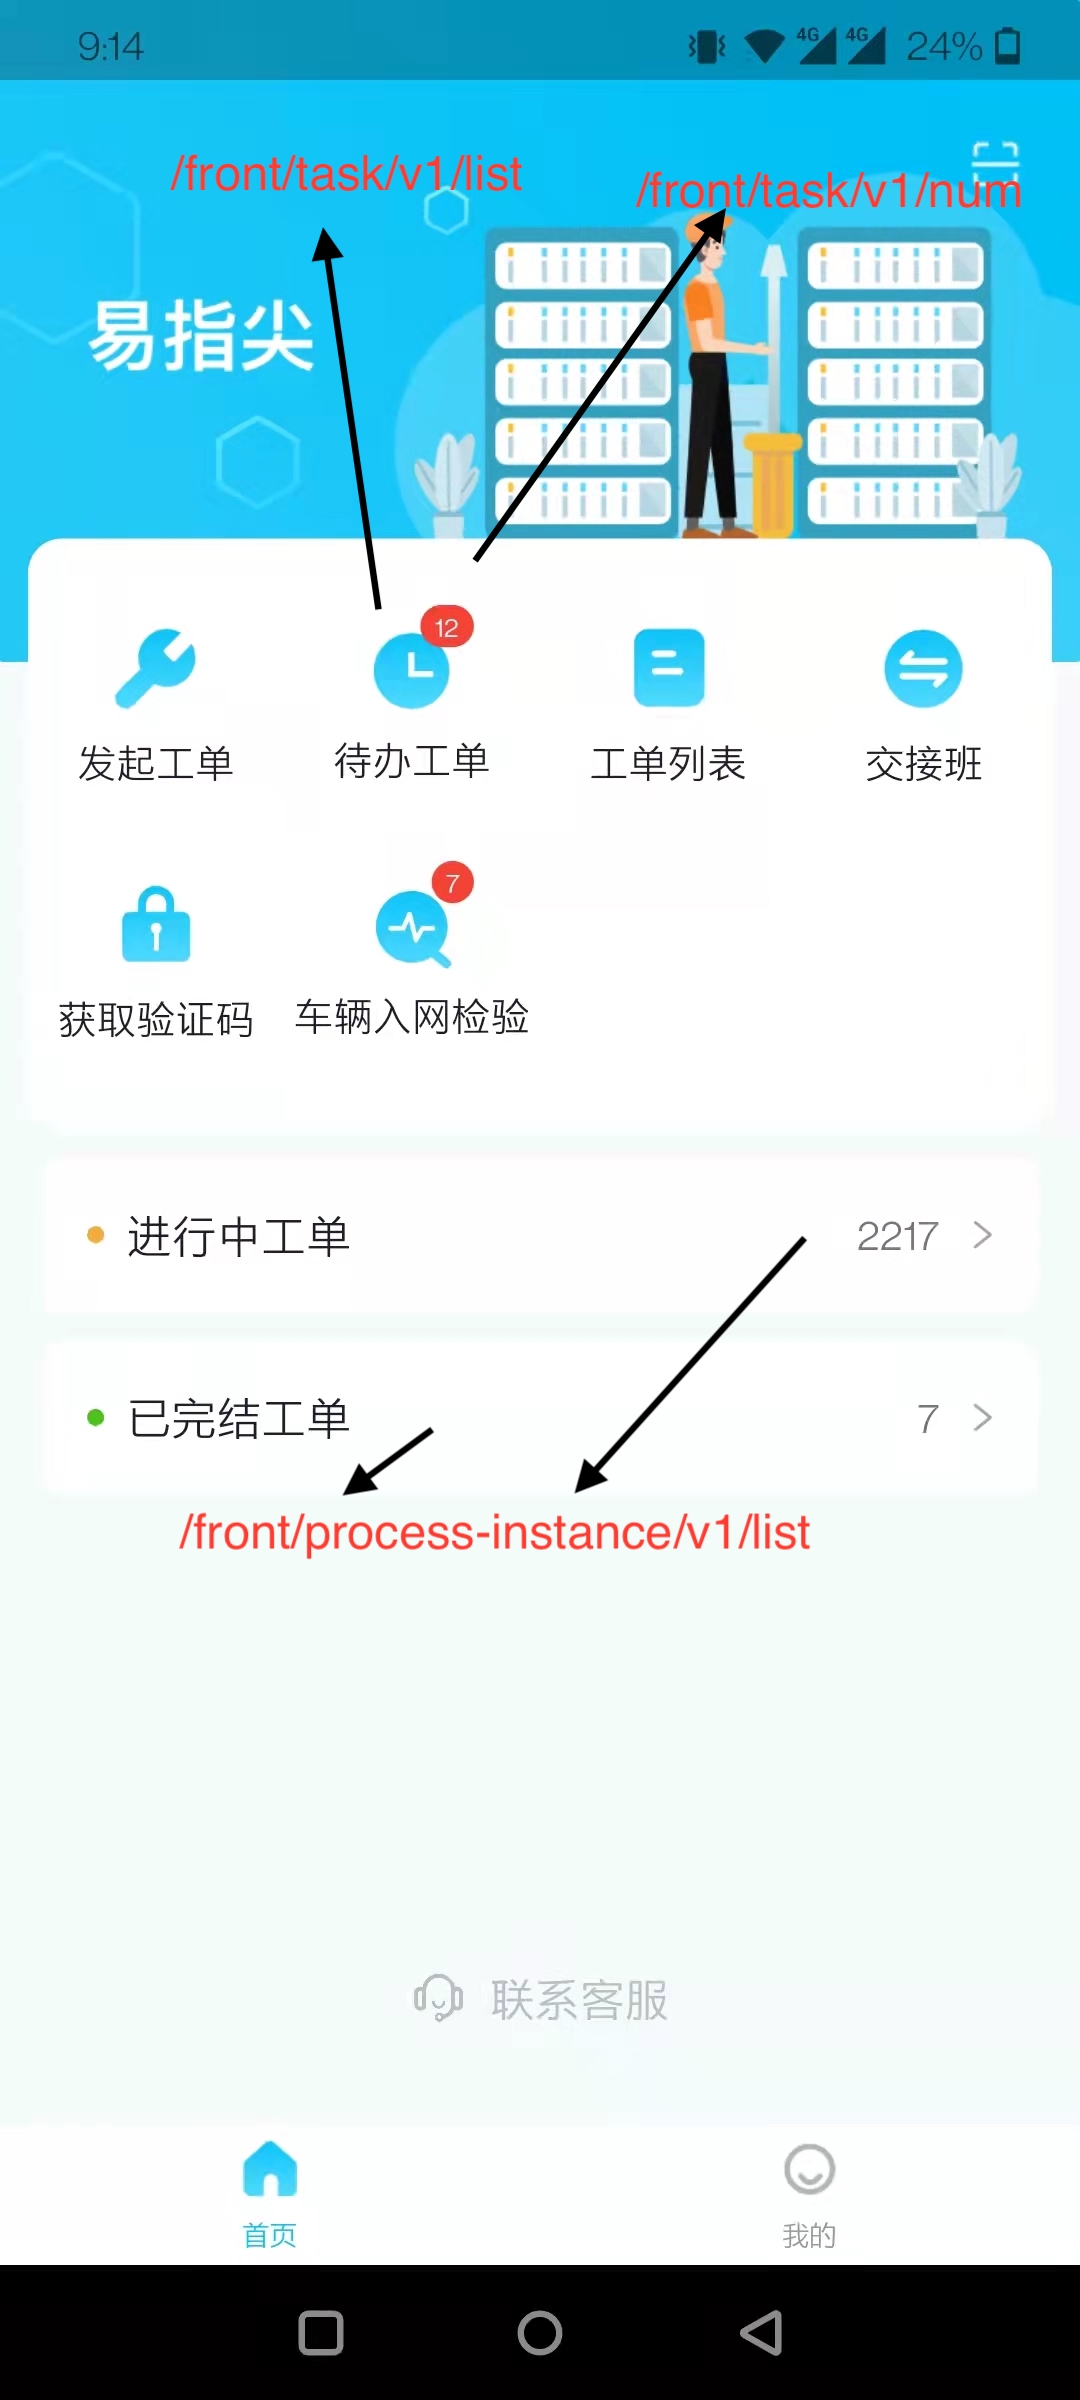 9:14
4G 4G 24%
/front/task/v1/list
/front/task/v1/num
易指尖
12
发起工单 待办工单 工单列表 交接班
7
获取验证码 车辆入网检验
进行中工单 2217
已完结工单 7
/front/process-instance/v1/list
联系客服
首页 我的